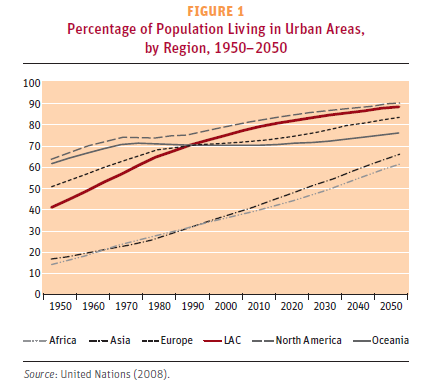 FIGURE 1
Percentage of Population Living in Urban Areas,
by Region, 1950–2050
100
90
80
70
60
50
40
30
20
10
0
1950 1960 1970 1980 1990 2000 2010 2020 2030 2040 2050
Africa Asia Europe LAC North America Oceania
Source: United Nations (2008).